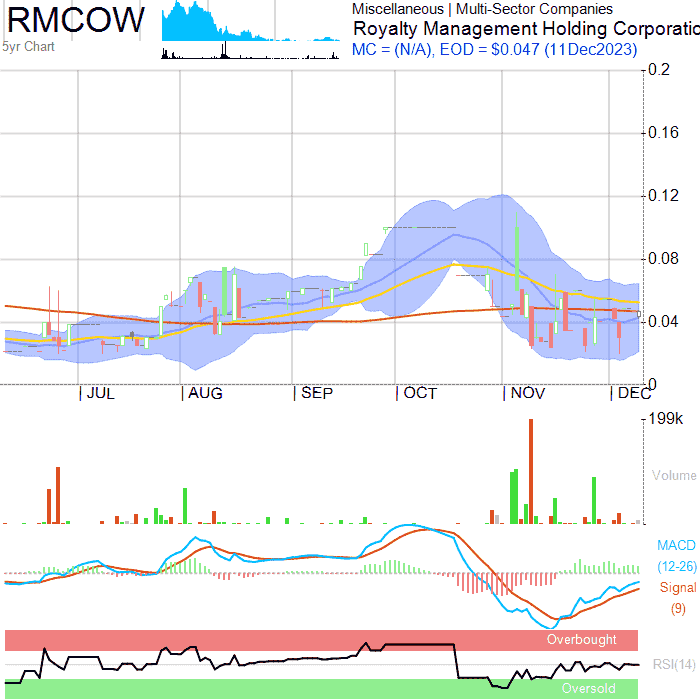 RMCOW
5yr Chart
Miscellaneous | Multi-Sector Companies
Royalty Management Holding Corporatio
MC = (N/A), EOD = $0.047 (11Dec2023)
0.2
0.16
0.12
0.08
0.04
0
JUL AUG SEP OCT NOV DEC
199k
Volume
MACD
(12-26)
Signal
(9)
Overbought
RSI(14)
Oversold